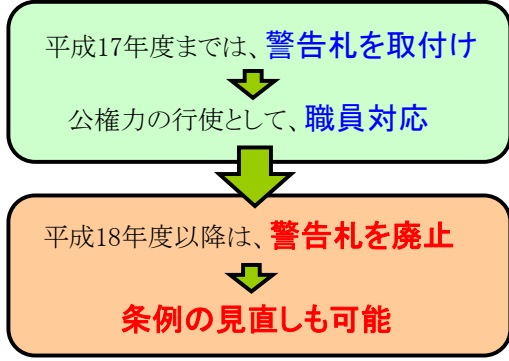 平成17年度までは、警告札を取付け
公権力の行使として、職員対応
平成18年度以降は、警告札を廃止
条例の見直しも可能